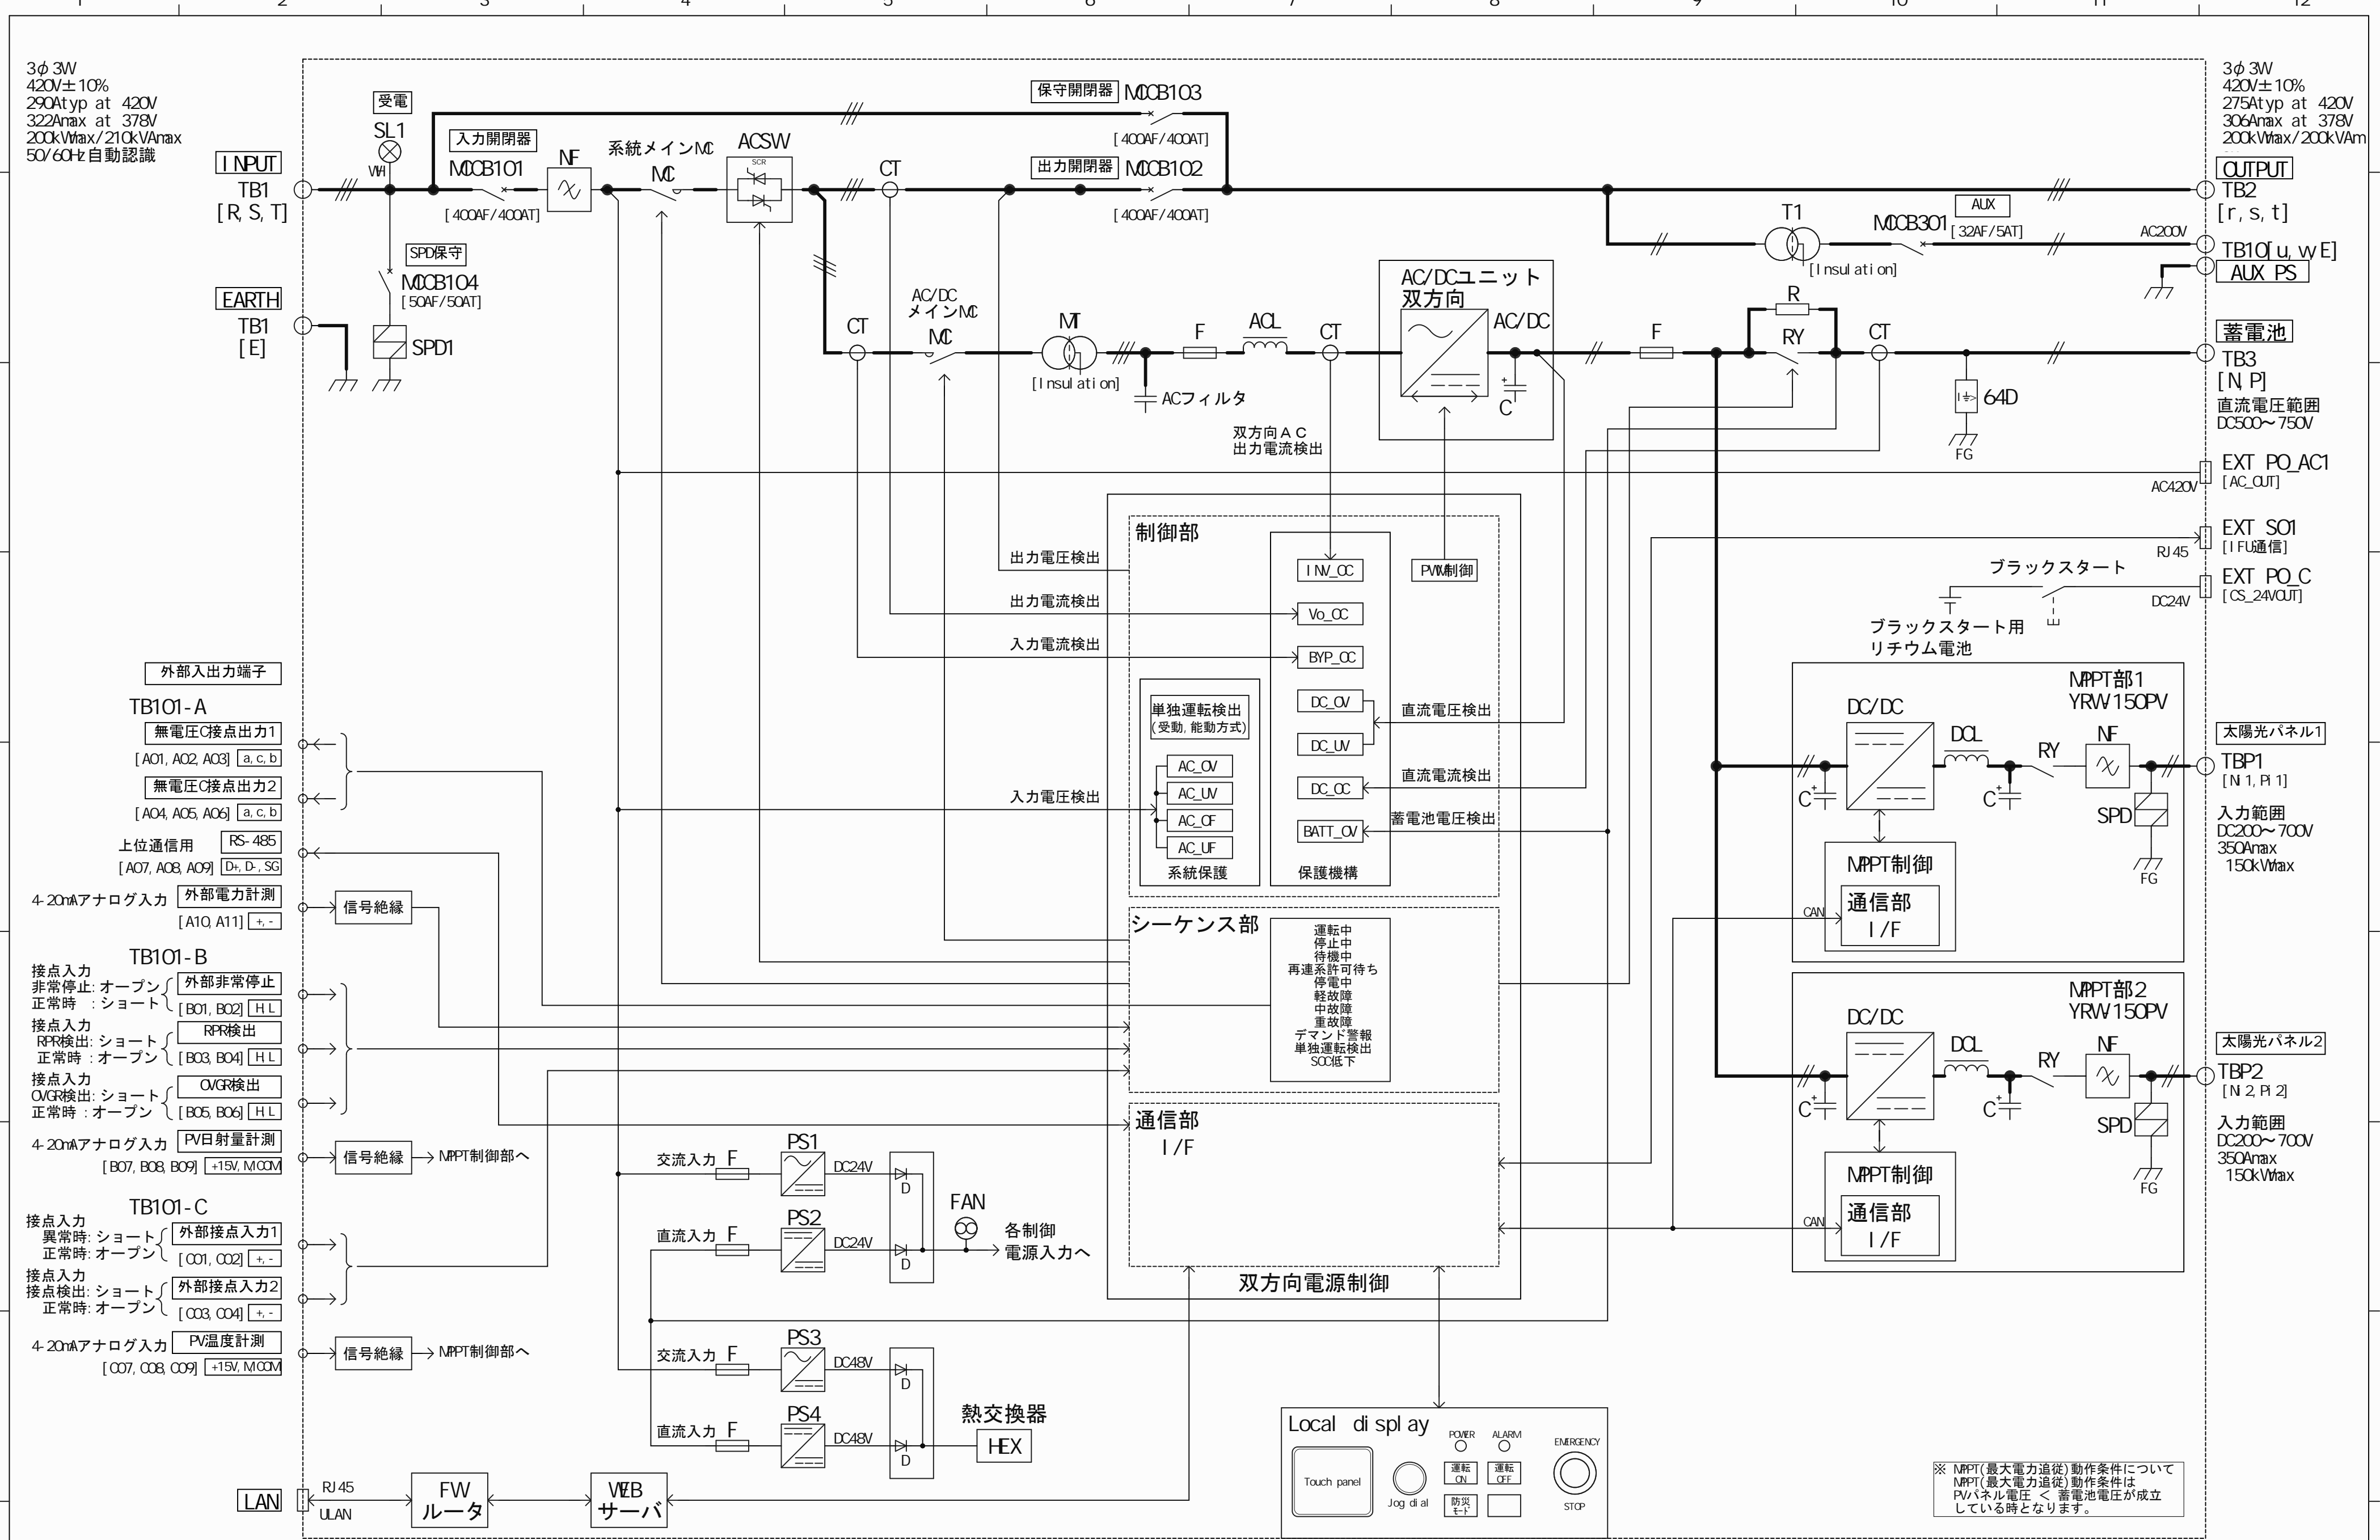 1 2 3 4 5 6 7 8 9 10 11 12
3φ3W
420V±10%
290Atyp at 420V
322Amax at 378V
200kWmax/210kVAmax
50/60Hz自動認識
INPUT
TB1
[R,S,T]
EARTH
TB1
[E]
受電
SL1
WH
SPD保守
MCCB104
[50AF/50AT]
SPD1
入力開閉器
MCCB101
[400AF/400AT]
NF
系統メインMC
MC
ACSW
SCR
CT
保守開閉器 MCCB103
[400AF/400AT]
出力開閉器 MCCB102
[400AF/400AT]
3φ3W
420V±10%
275Atyp at 420V
306Amax at 378V
200kWmax/200kVAm
OUTPUT
TB2
[r,s,t]
T1
[Insulation]
MCCB301
AUX
[32AF/5AT]
AC200V
TB10[u,w,E]
AUX PS
CT
AC/DC
メインMC
MC
MT
[Insulation]
ACフィルタ
F
ACL
CT
AC/DCユニット
双方向
AC/DC
C
+
F
R
RY
CT
64D
I
FG
蓄電池
TB3
[N,P]
直流電圧範囲
DC500〜750V
双方向AC
出力電流検出
EXT PO_AC1
[AC_OUT]
AC420V
EXT SO1
[IFU通信]
RJ45
EXT PO_C
[CS_24VOUT]
DC24V
ブラックスタート
ブラックスタート用
リチウム電池
制御部
出力電圧検出
出力電流検出
入力電流検出
入力電圧検出
INV_OC
PWM制御
Vo_OC
BYP_OC
DC_OV
DC_UV
DC_OC
BATT_OV
保護機構
直流電圧検出
直流電流検出
蓄電池電圧検出
単独運転検出
(受動,能動方式)
AC_OV
AC_UV
AC_OF
AC_UF
系統保護
シーケンス部
運転中
停止中
待機中
再連系許可待ち
停電中
軽故障
中故障
重故障
デマンド警報
単独運転検出
SOC低下
通信部
I/F
双方向電源制御
外部入出力端子
TB101-A
無電圧C接点出力1
[A01,A02,A03] a,c,b
無電圧C接点出力2
[A04,A05,A06] a,c,b
上位通信用 RS-485
[A07,A08,A09] D+,D-,SG
4-20mAアナログ入力 外部電力計測
[A10,A11] +,-
信号絶縁
TB101-B
接点入力
非常停止:オープン
正常時 :ショート
外部非常停止
[B01,B02] H,L
接点入力
RPR検出:ショート
正常時 :オープン
RPR検出
[B03,B04] H,L
接点入力
OVGR検出:ショート
正常時 :オープン
OVGR検出
[B05,B06] H,L
4-20mAアナログ入力 PV日射量計測
[B07,B08,B09] +15V,M,COM
信号絶縁 MPPT制御部へ
TB101-C
接点入力
異常時:ショート
正常時:オープン
外部接点入力1
[C01,C02] +,-
接点入力
接点検出:ショート
正常時:オープン
外部接点入力2
[C03,C04] +,-
4-20mAアナログ入力 PV温度計測
[C07,C08,C09] +15V,M,COM
信号絶縁 MPPT制御部へ
交流入力 F PS1 DC24V D
直流入力 F PS2 DC24V D
FAN
各制御
電源入力へ
交流入力 F PS3 DC48V D
直流入力 F PS4 DC48V D
熱交換器
HEX
LAN
RJ45
ULAN
FW
ルータ
WEB
サーバ
MPPT部1
YRW-150PV
DC/DC
DCL
RY
NF
C
+
C
+
SPD
FG
MPPT制御
通信部
I/F
CAN
太陽光パネル1
TBP1
[Ni1,Pi1]
入力範囲
DC200〜700V
350Amax
150kWmax
MPPT部2
YRW-150PV
DC/DC
DCL
RY
NF
C
+
C
+
SPD
FG
MPPT制御
通信部
I/F
CAN
太陽光パネル2
TBP2
[Ni2,Pi2]
入力範囲
DC200〜700V
350Amax
150kWmax
Local display
Touch panel
Jog dial
POWER
ALARM
運転
ON
運転
OFF
防災
モード
EMERGENCY
STOP
※ MPPT(最大電力追従)動作条件について
MPPT(最大電力追従)動作条件は
PVパネル電圧 < 蓄電池電圧が成立
している時となります。